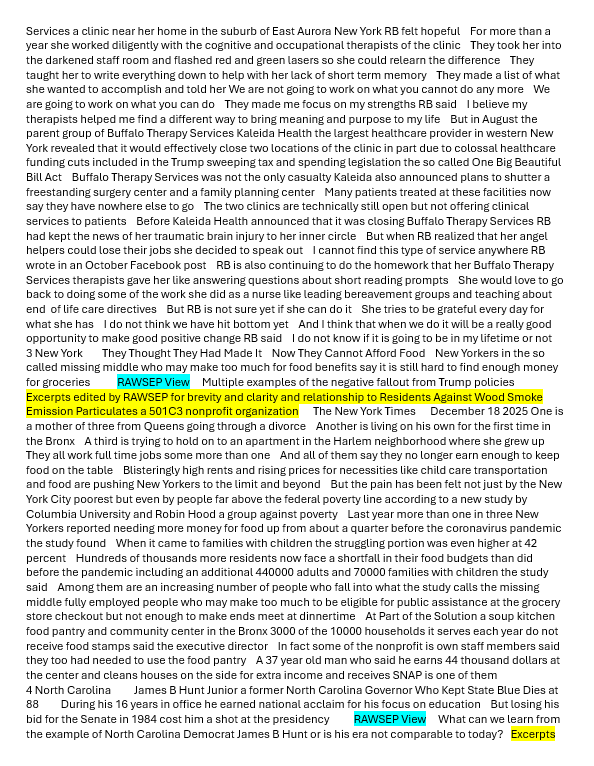 Services a clinic near her home in the suburb of East Aurora New York RB felt hopeful    For more than a
year she worked diligently with the cognitive and occupational therapists of the clinic    They took her into
the darkened staff room and flashed red and green lasers so she could relearn the difference    They
taught her to write everything down to help with her lack of short term memory    They made a list of what
she wanted to accomplish and told her We are not going to work on what you cannot do any more    We
are going to work on what you can do    They made me focus on my strengths RB said    I believe my
therapists helped me find a different way to bring meaning and purpose to my life    But in August the
parent group of Buffalo Therapy Services Kaleida Health the largest healthcare provider in western New
York revealed that it would effectively close two locations of the clinic in part due to colossal healthcare
funding cuts included in the Trump sweeping tax and spending legislation the so called One Big Beautiful
Bill Act    Buffalo Therapy Services was not the only casualty Kaleida also announced plans to shutter a
freestanding surgery center and a family planning center    Many patients treated at these facilities now
say they have nowhere else to go    The two clinics are technically still open but not offering clinical
services to patients    Before Kaleida Health announced that it was closing Buffalo Therapy Services RB
had kept the news of her traumatic brain injury to her inner circle    But when RB realized that her angel
helpers could lose their jobs she decided to speak out    I cannot find this type of service anywhere RB
wrote in an October Facebook post    RB is also continuing to do the homework that her Buffalo Therapy
Services therapists gave her like answering questions about short reading prompts    She would love to go
back to doing some of the work she did as a nurse like leading bereavement groups and teaching about
end  of life care directives    But RB is not sure yet if she can do it    She tries to be grateful every day for
what she has    I do not think we have hit bottom yet    And I think that when we do it will be a really good
opportunity to make good positive change RB said    I do not know if it is going to be in my lifetime or not
3 New York    They Thought They Had Made It    Now They Cannot Afford Food    New Yorkers in the so
called missing middle who may make too much for food benefits say it is still hard to find enough money
for groceries    RAWSEP View    Multiple examples of the negative fallout from Trump policies
Excerpts edited by RAWSEP for brevity and clarity and relationship to Residents Against Wood Smoke
Emission Particulates a 501C3 nonprofit organization    The New York Times    December 18 2025 One is
a mother of three from Queens going through a divorce    Another is living on his own for the first time in
the Bronx    A third is trying to hold on to an apartment in the Harlem neighborhood where she grew up
They all work full time jobs some more than one    And all of them say they no longer earn enough to keep
food on the table    Blisteringly high rents and rising prices for necessities like child care transportation
and food are pushing New Yorkers to the limit and beyond    But the pain has been felt not just by the New
York City poorest but even by people far above the federal poverty line according to a new study by
Columbia University and Robin Hood a group against poverty    Last year more than one in three New
Yorkers reported needing more money for food up from about a quarter before the coronavirus pandemic
the study found    When it came to families with children the struggling portion was even higher at 42
percent    Hundreds of thousands more residents now face a shortfall in their food budgets than did
before the pandemic including an additional 440000 adults and 70000 families with children the study
said    Among them are an increasing number of people who fall into what the study calls the missing
middle fully employed people who may make too much to be eligible for public assistance at the grocery
store checkout but not enough to make ends meet at dinnertime    At Part of the Solution a soup kitchen
food pantry and community center in the Bronx 3000 of the 10000 households it serves each year do not
receive food stamps said the executive director    In fact some of the nonprofit is own staff members said
they too had needed to use the food pantry    A 37 year old man who said he earns 44 thousand dollars at
the center and cleans houses on the side for extra income and receives SNAP is one of them
4 North Carolina    James B Hunt Junior a former North Carolina Governor Who Kept State Blue Dies at
88    During his 16 years in office he earned national acclaim for his focus on education    But losing his
bid for the Senate in 1984 cost him a shot at the presidency    RAWSEP View    What can we learn from
the example of North Carolina Democrat James B Hunt or is his era not comparable to today?    Excerpts